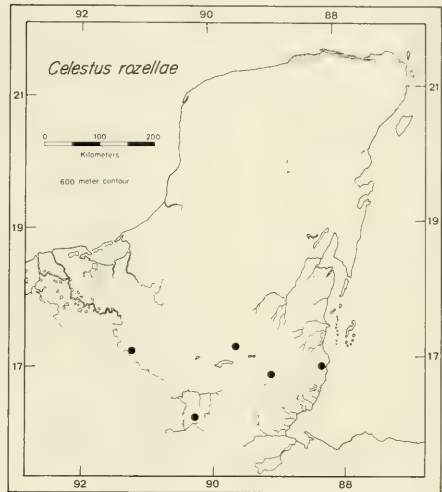 92 90 88
Celestus rozellae
21 21
0 100 200
Kilometers
600 meter contour
19 19
17 17
92 90 88